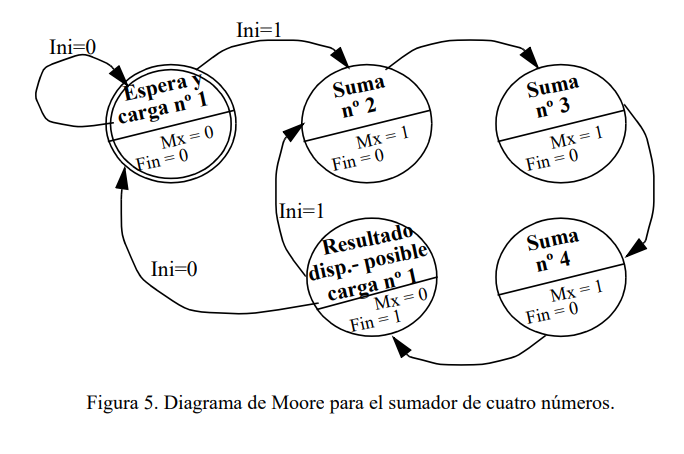 Ini=0
Ini=1
Espera y
carga nº 1
Mx = 0
Fin = 0
Suma
nº 2
Mx = 1
Fin = 0
Suma
nº 3
Mx = 1
Fin = 0
Ini=1
Ini=0
Resultado
disp.- posible
carga nº 1
Mx = 0
Fin = 1
Suma
nº 4
Mx = 1
Fin = 0
Figura 5. Diagrama de Moore para el sumador de cuatro números.